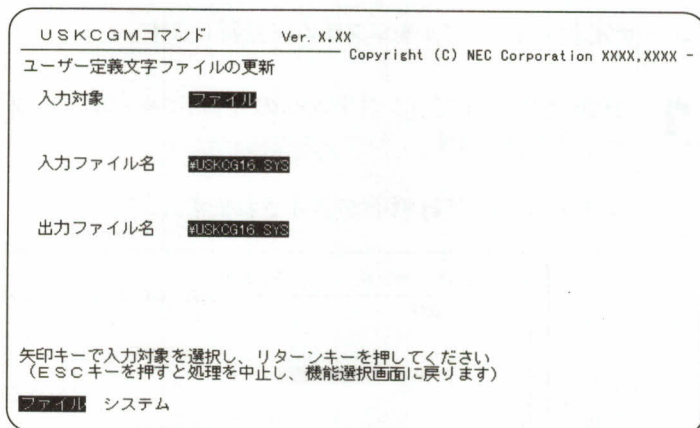 USKCGMコマンド Ver. X.XX
Copyright (C) NEC Corporation XXXX,XXXX -
ユーザー定義文字ファイルの更新
入力対象 ファイル
入力ファイル名 ¥USKCG16.SYS
出力ファイル名 ¥USKCG16.SYS
矢印キーで入力対象を選択し、リターンキーを押してください
(ESCキーを押すと処理を中止し、機能選択画面に戻ります)
ファイル システム